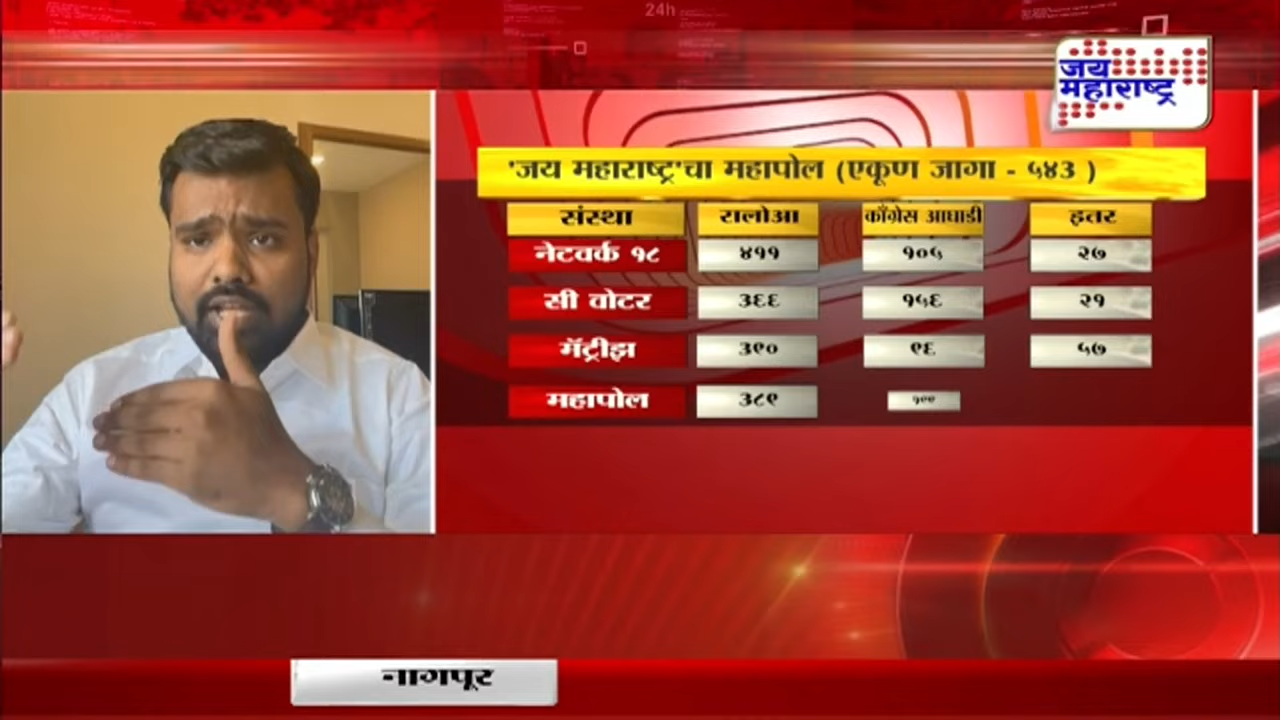 24h
जय
महाराष्ट्र
'जय महाराष्ट्र'चा महापोल (एकूण जागा - ५४३ )
संस्था रालोआ काँग्रेस आघाडी इतर
नेटवर्क १८ ४११ १०५ २७
सी वोटर ३६६ १५६ २१
मॅट्रीझ ३९० ९६ ५७
महापोल ३८९
नागपूर